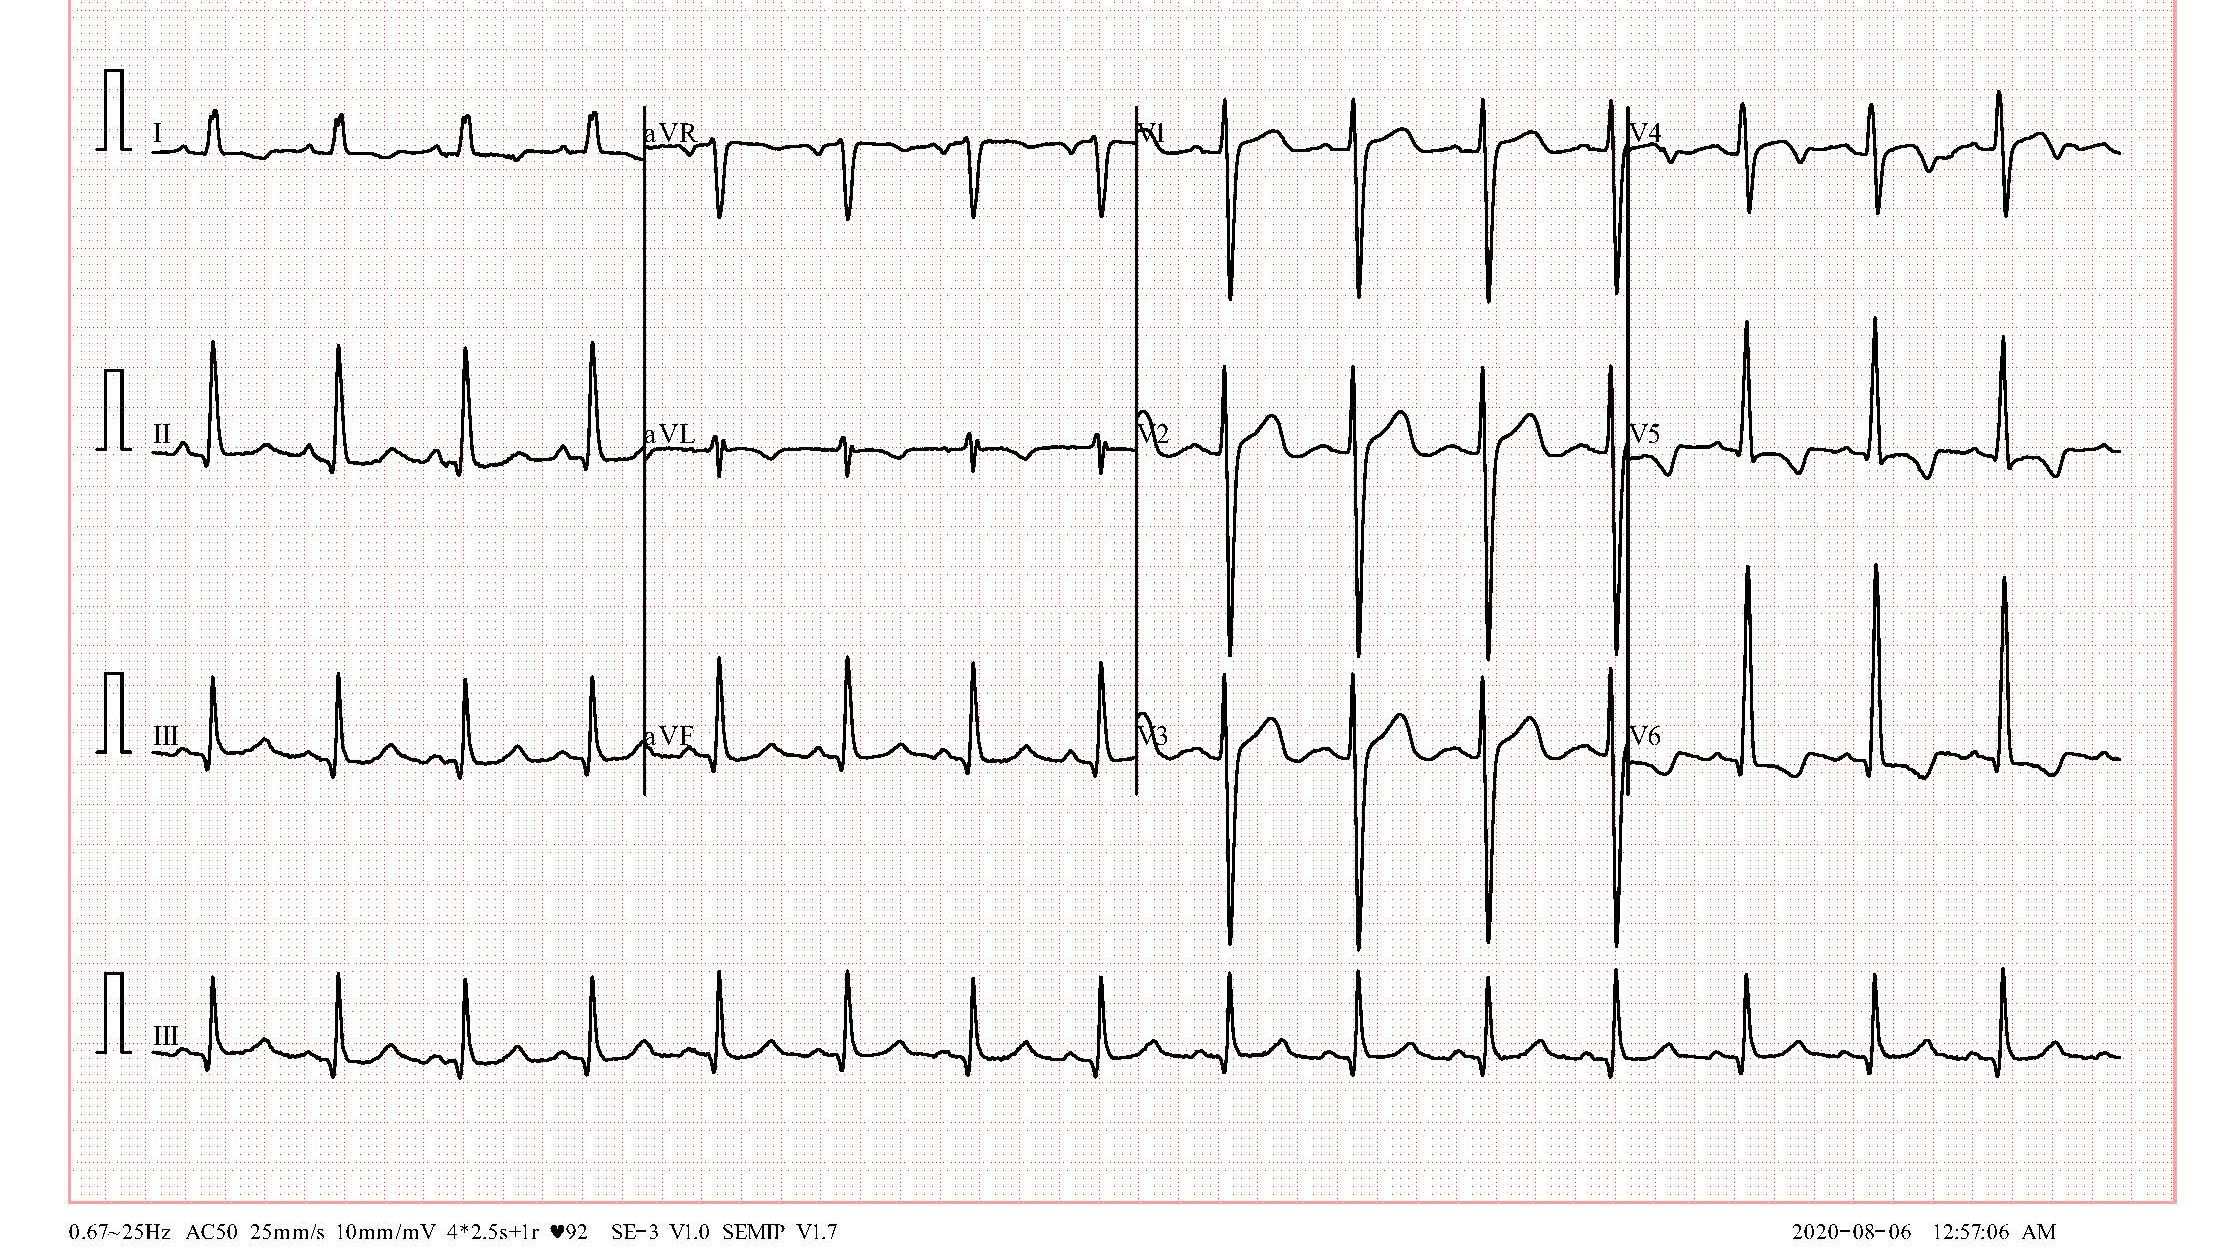 I aVR V1 V4
II aVL V2 V5
III aVF V3 V6
III
0.67~25Hz AC50 25mm/s 10mm/mV 4*2.5s+1r ♥92 SE-3 V1.0 SEMIP V1.7 2020-08-06 12:57:06 AM